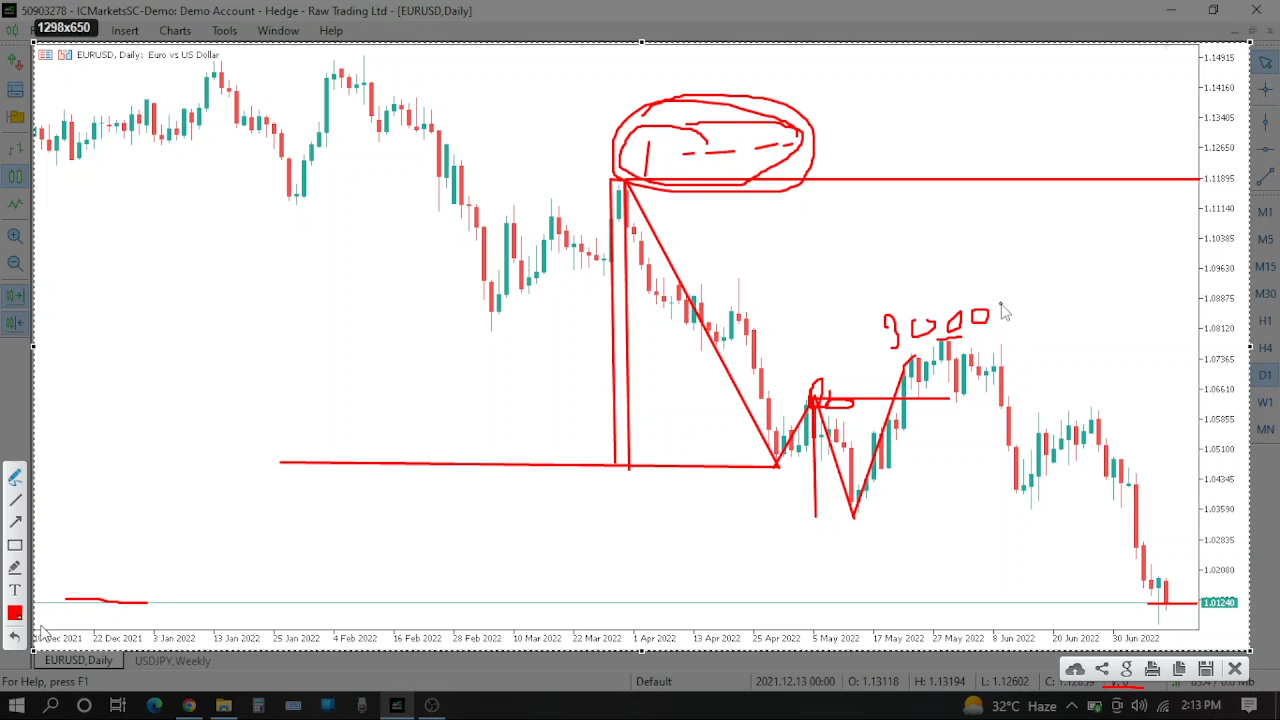 50903278 - ICMarketsSC-Demo: Demo Account - Hedge - Raw Trading Ltd - [EURUSD,Daily]
1298x650
Insert Charts Tools Window Help
EURUSD, Daily: Euro vs US Dollar
1.14915
1.14160
1.13405
1.12650
1.11895
1.11140
1.10385
1.09630
1.08875
1.08120
1.07365
1.06610
1.05855
1.05100
1.04345
1.03590
1.02835
1.02080
1.01240
M1
M5
M15
M30
H1
H4
D1
W1
MN
T
Dec 2021 22 Dec 2021 3 Jan 2022 13 Jan 2022 25 Jan 2022 4 Feb 2022 16 Feb 2022 28 Feb 2022 10 Mar 2022 22 Mar 2022 1 Apr 2022 13 Apr 2022 25 Apr 2022 5 May 2022 17 May 2022 27 May 2022 8 Jun 2022 20 Jun 2022 30 Jun 2022
EURUSD,Daily USDJPY,Weekly
For Help, press F1 Default 2021.12.13 00:00 O: 1.13118 H: 1.13194 L: 1.12602
32°C Haze 2:13 PM